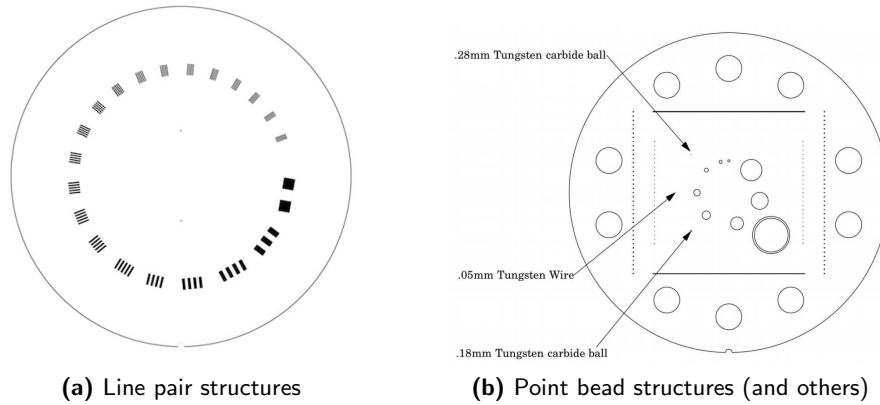 .28mm Tungsten carbide ball
.05mm Tungsten Wire
.18mm Tungsten carbide ball
(a) Line pair structures
(b) Point bead structures (and others)